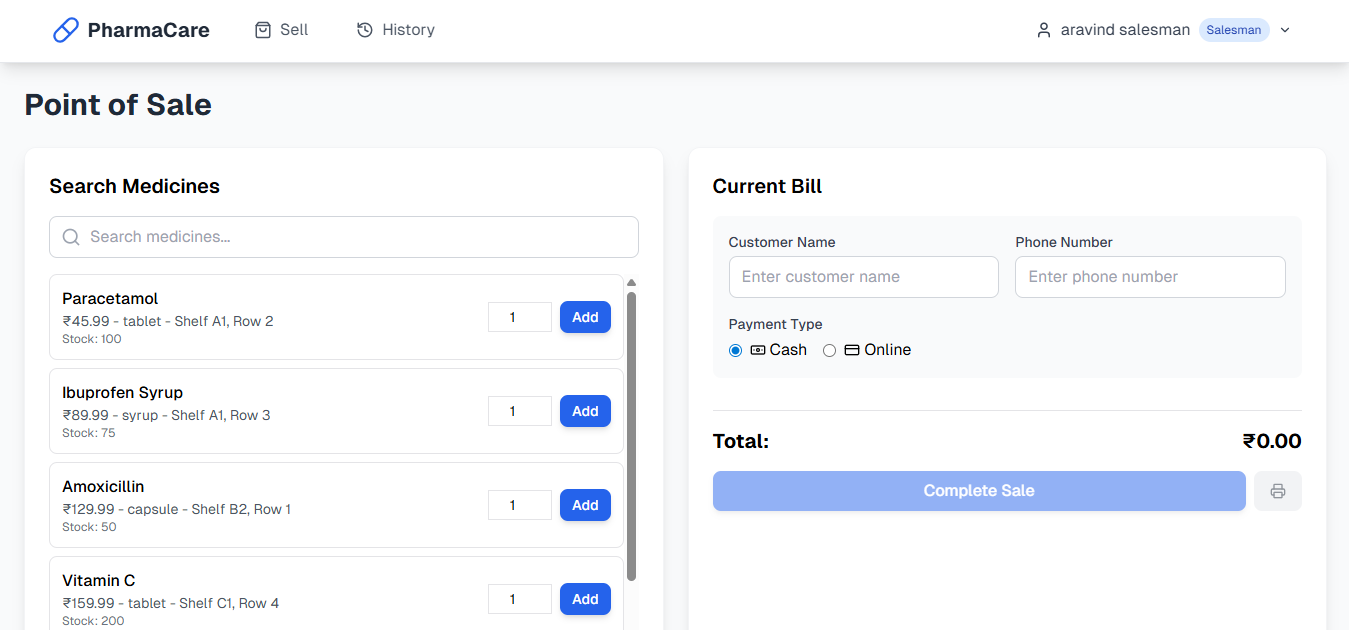 PharmaCare Sell History aravind salesman Salesman
Point of Sale
Search Medicines
Search medicines...
Paracetamol
₹45.99 - tablet - Shelf A1, Row 2
Stock: 100
1 Add
Ibuprofen Syrup
₹89.99 - syrup - Shelf A1, Row 3
Stock: 75
1 Add
Amoxicillin
₹129.99 - capsule - Shelf B2, Row 1
Stock: 50
1 Add
Vitamin C
₹159.99 - tablet - Shelf C1, Row 4
Stock: 200
1 Add
Current Bill
Customer Name Phone Number
Enter customer name Enter phone number
Payment Type
Cash Online
Total: ₹0.00
Complete Sale